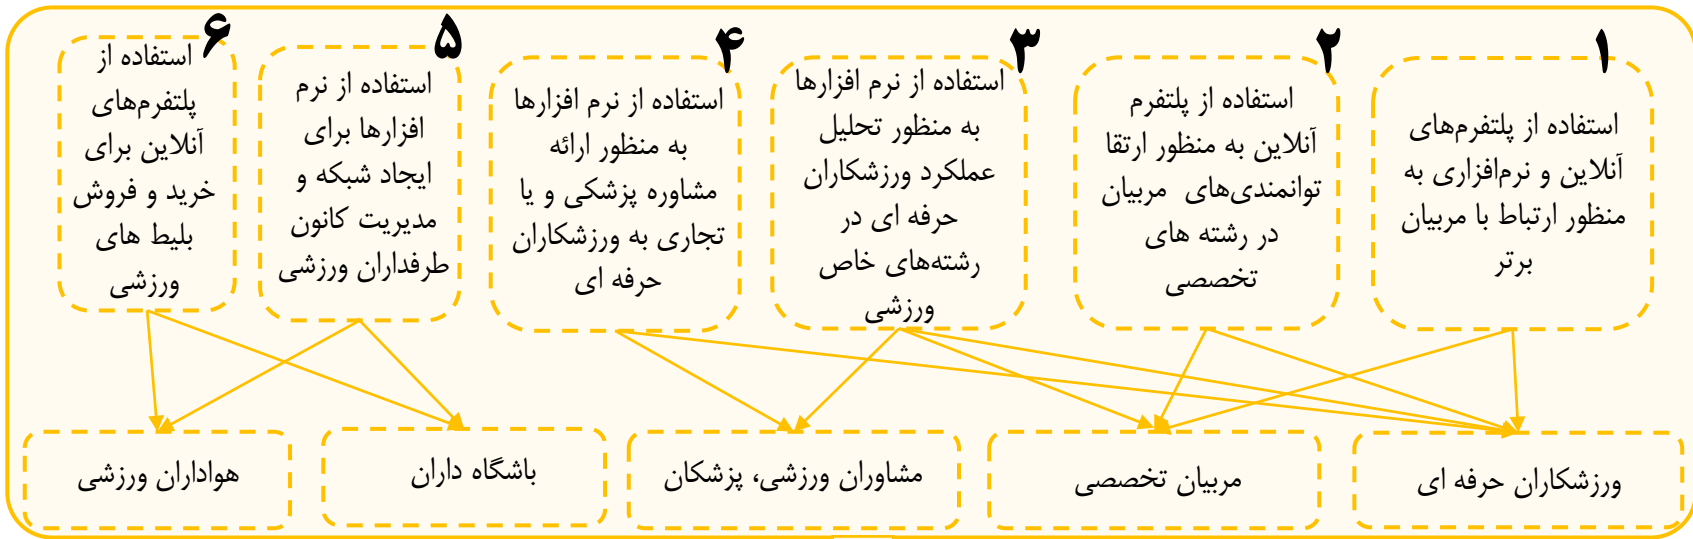 ۱
استفاده از پلتفرم‌های
آنلاین و نرم‌افزاری به
منظور ارتباط با مربیان
برتر
۲
استفاده از پلتفرم
آنلاین به منظور ارتقا
توانمندی‌های مربیان
در رشته های
تخصصی
۳
استفاده از نرم افزارها
به منظور تحلیل
عملکرد ورزشکاران
حرفه ای در
رشته‌های خاص
ورزشی
۴
استفاده از نرم افزارها
به منظور ارائه
مشاوره پزشکی و یا
تجاری به ورزشکاران
حرفه ای
۵
استفاده از نرم
افزارها برای
ایجاد شبکه و
مدیریت کانون
طرفداران ورزشی
۶
استفاده از
پلتفرم‌های
آنلاین برای
خرید و فروش
بلیط های
ورزشی
ورزشکاران حرفه ای
مربیان تخصصی
مشاوران ورزشی، پزشکان
باشگاه داران
هواداران ورزشی